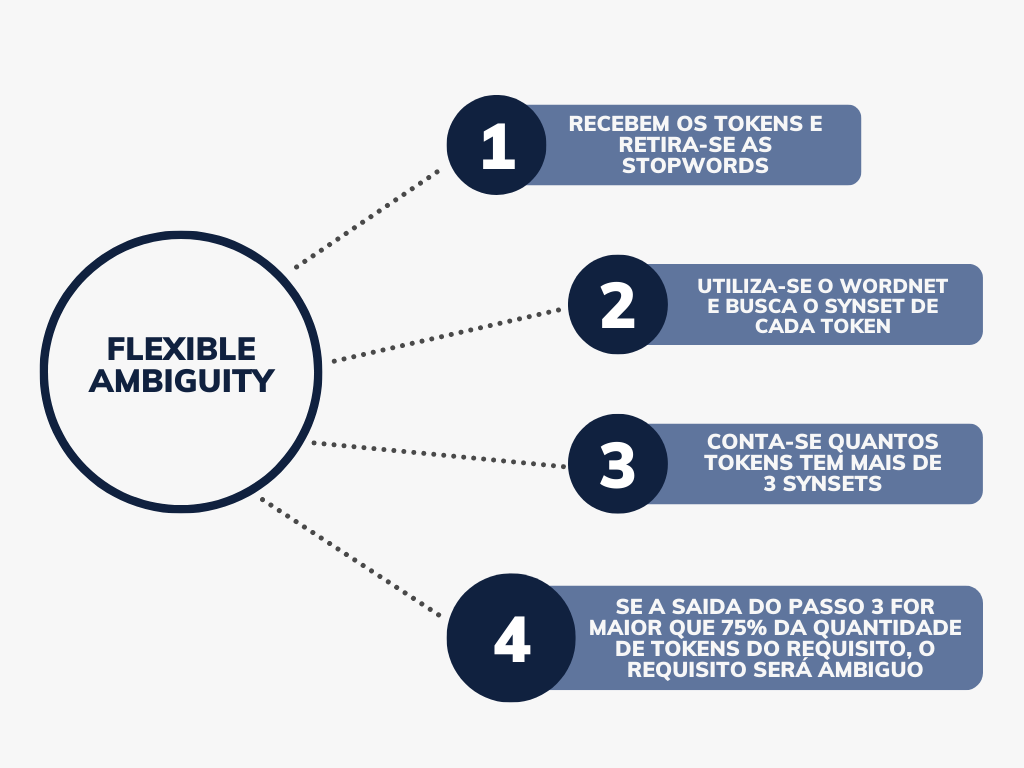 FLEXIBLE
AMBIGUITY
1
RECEBEM OS TOKENS E
RETIRA-SE AS
STOPWORDS
2
UTILIZA-SE O WORDNET
E BUSCA O SYNSET DE
CADA TOKEN
3
CONTA-SE QUANTOS
TOKENS TEM MAIS DE
3 SYNSETS
4
SE A SAIDA DO PASSO 3 FOR
MAIOR QUE 75% DA QUANTIDADE
DE TOKENS DO REQUISITO, O
REQUISITO SERÁ AMBIGUO